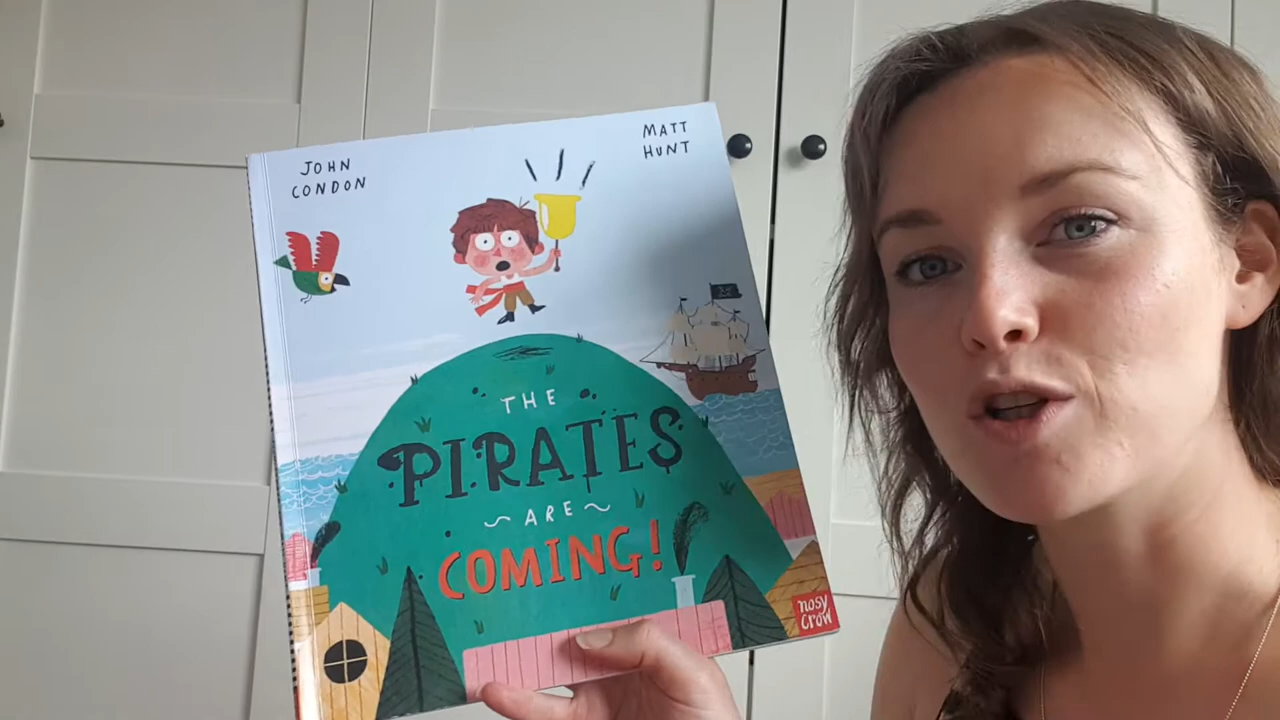 JOHN
CONDON
MATT
HUNT
THE
PIRATES
ARE
COMING!
nosy
crow